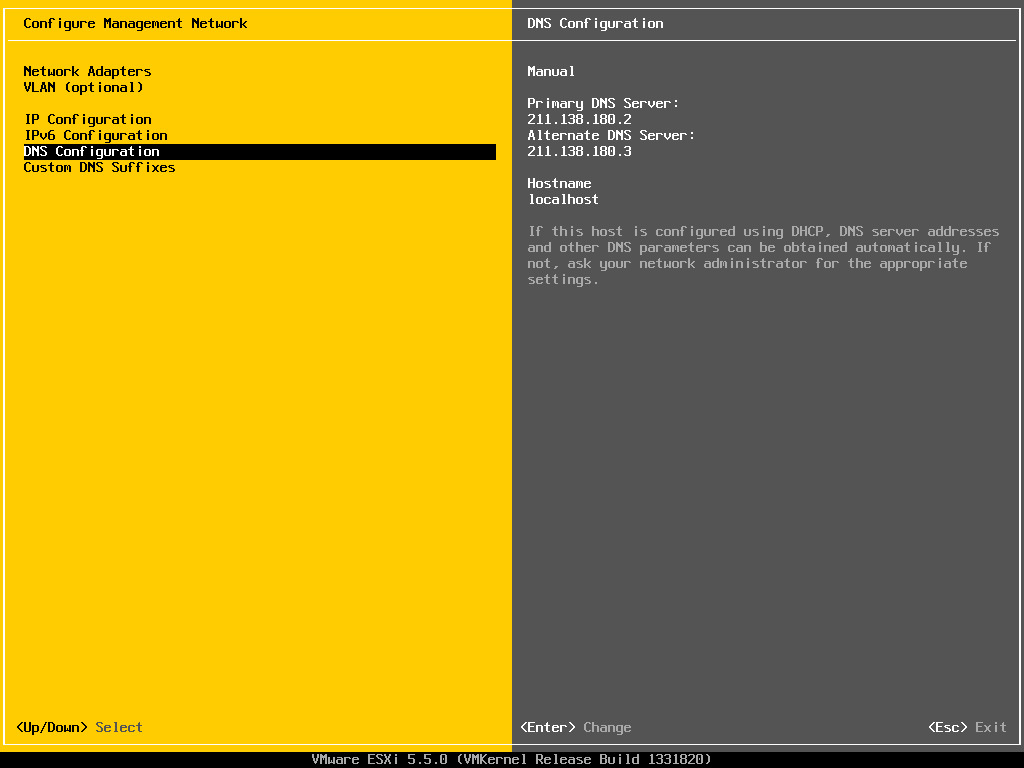 Configure Management Network
Network Adapters
VLAN (optional)
IP Configuration
IPv6 Configuration
DNS Configuration
Custom DNS Suffixes
<Up/Down> Select
DNS Configuration
Manual
Primary DNS Server:
211.138.180.2
Alternate DNS Server:
211.138.180.3
Hostname
localhost
If this host is configured using DHCP, DNS server addresses
and other DNS parameters can be obtained automatically. If
not, ask your network administrator for the appropriate
settings.
<Enter> Change
<Esc> Exit
VMware ESXi 5.5.0 (VMKernel Release Build 1331820)